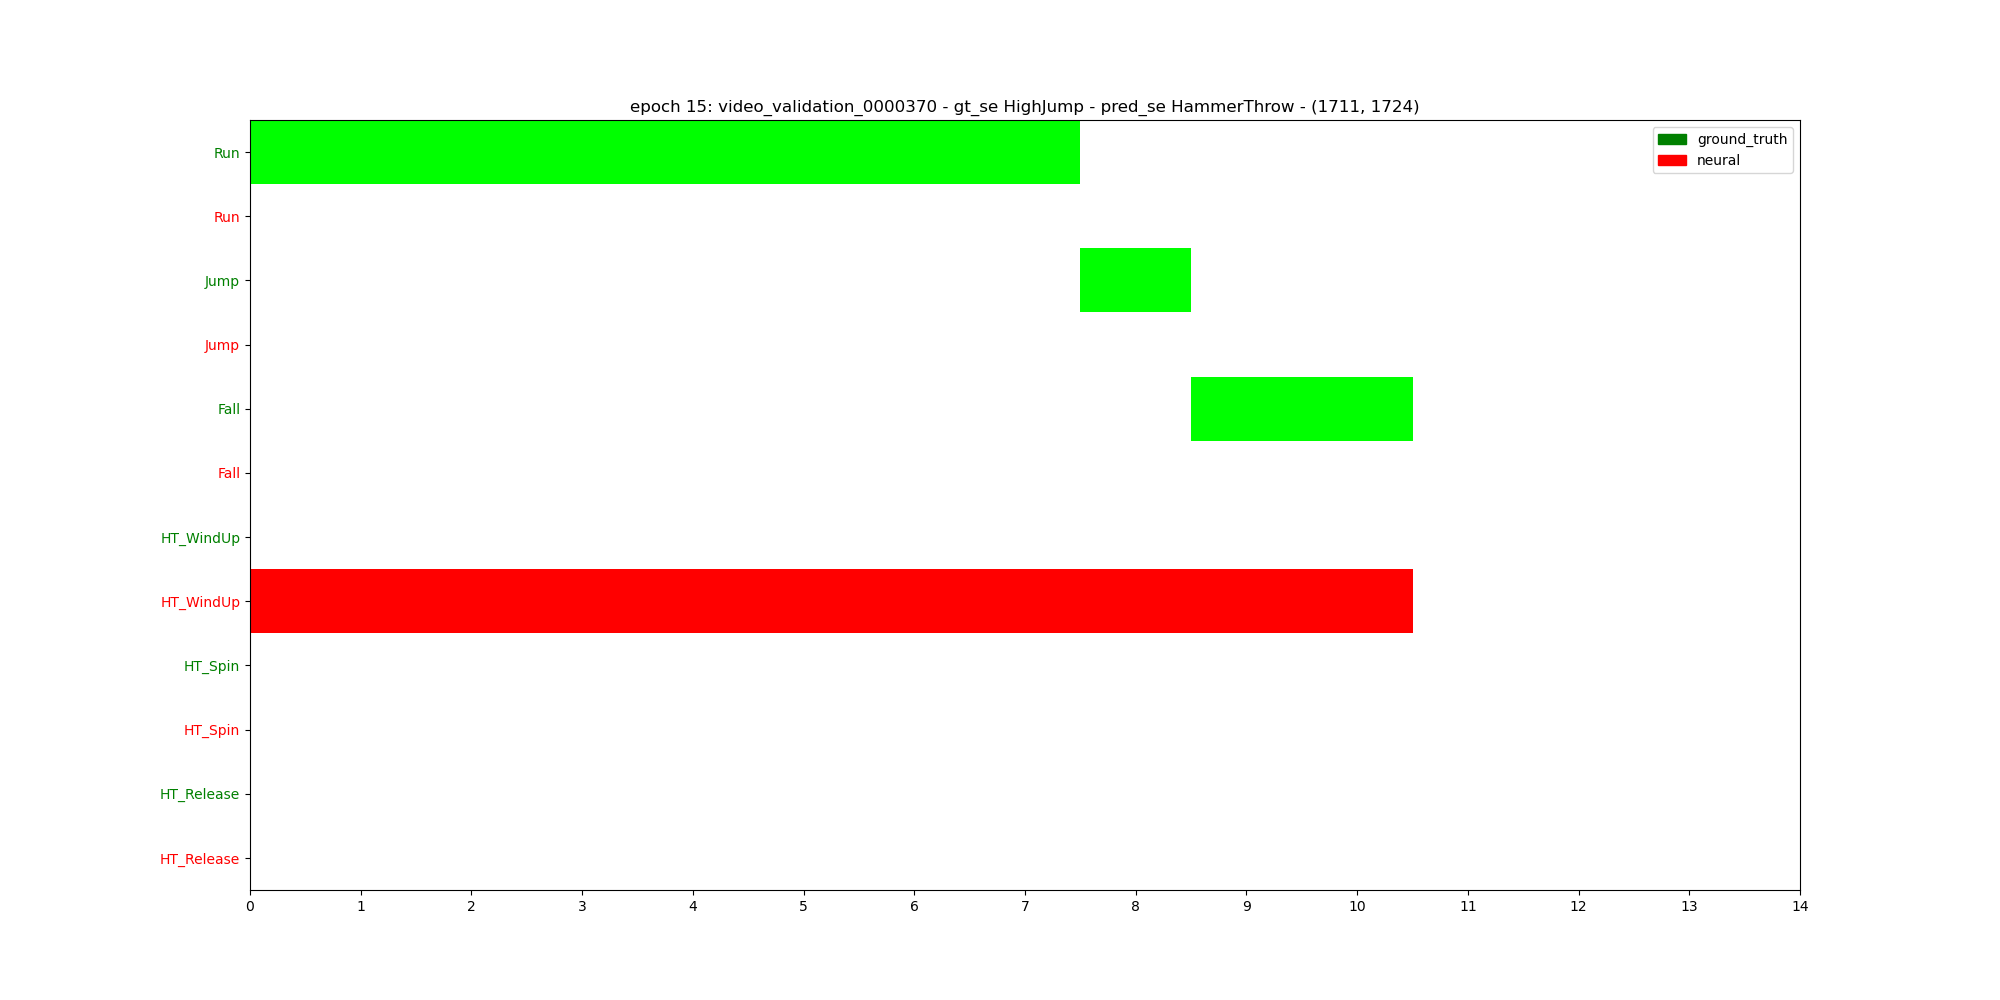 epoch 15: video_validation_0000370 - gt_se HighJump - pred_se HammerThrow - (1711, 1724)
ground_truth
neural
Run
Run
Jump
Jump
Fall
Fall
HT_WindUp
HT_WindUp
HT_Spin
HT_Spin
HT_Release
HT_Release
0 1 2 3 4 5 6 7 8 9 10 11 12 13 14